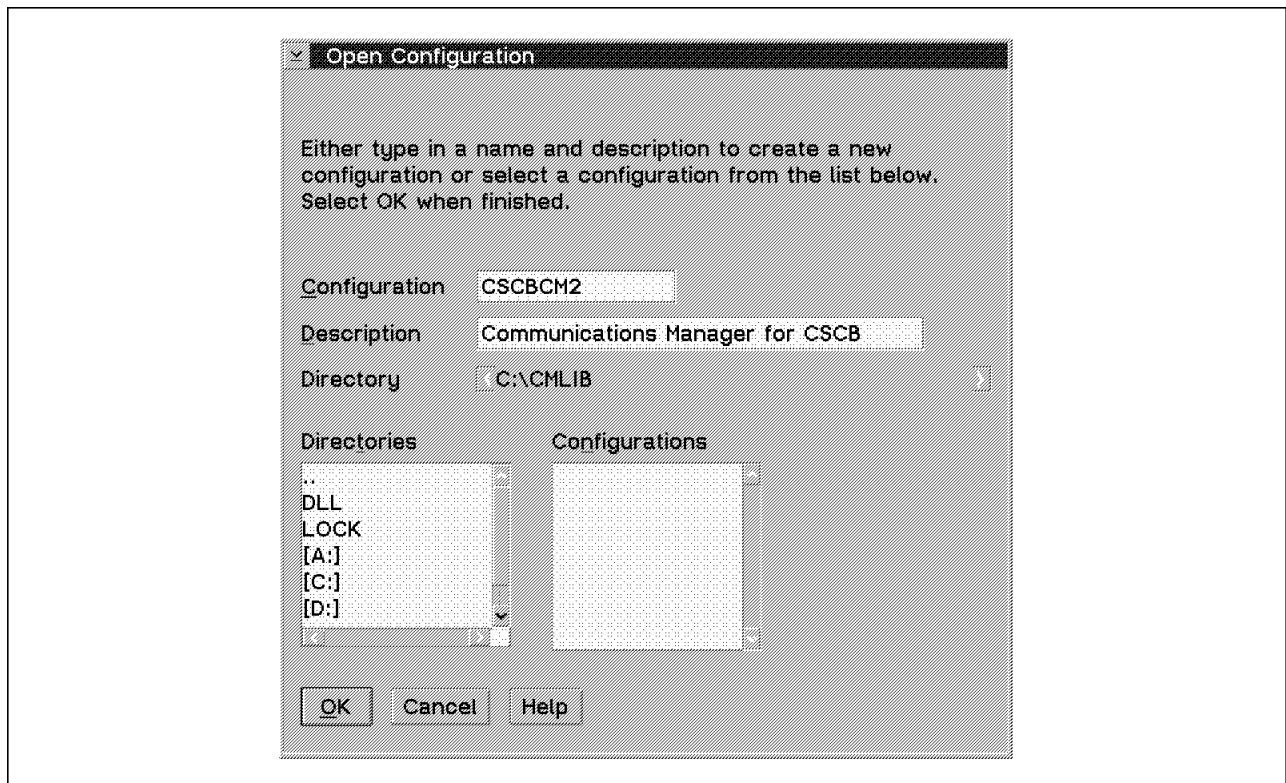 Open Configuration
Either type in a name and description to create a new
configuration or select a configuration from the list below.
Select OK when finished.
Configuration CSCBCM2
Description Communications Manager for CSCB
Directory C:\CMLIB
Directories Configurations
..
DLL
LOCK
[A:]
[C:]
[D:]
OK Cancel Help